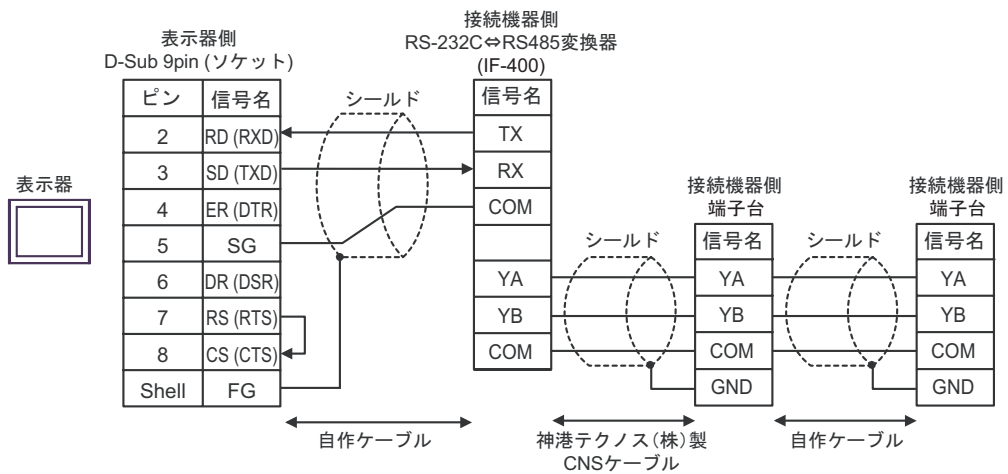 表示器
表示器側
D-Sub 9pin (ソケット)
ピン 信号名
2 RD (RXD)
3 SD (TXD)
4 ER (DTR)
5 SG
6 DR (DSR)
7 RS (RTS)
8 CS (CTS)
Shell FG
シールド
自作ケーブル
接続機器側
RS-232C⇔RS485変換器
(IF-400)
信号名
TX
RX
COM
YA
YB
COM
シールド
神港テクノス(株)製
CNSケーブル
接続機器側
端子台
信号名
YA
YB
COM
GND
シールド
自作ケーブル
接続機器側
端子台
信号名
YA
YB
COM
GND